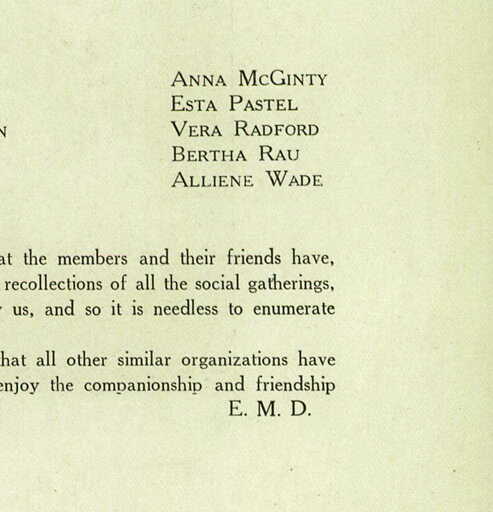 Anna McGinty
Esta Pastel
n Vera Radford
Bertha Rau
Alliene Wade
at the members and their friends have,
recollections of all the social gatherings,
us, and so it is needless to enumerate
hat all other similar organizations have
enjoy the companionship and friendship
E. M. D.